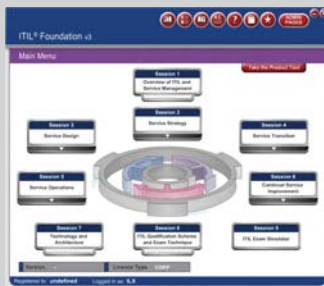 ADMIN
PAGES
ITIL® Foundation v3
Main Menu
Take the Product Tour
Session 1
Overview of ITIL and
Service Management
Session 2
Service Strategy
Session 3
Service Design
Session 4
Service Transition
Session 5
Service Operations
Session 6
Continual Service
Improvement
Session 7
Technology and
Architecture
Session 8
ITIL Qualification Scheme
and Exam Technique
Session 9
ITIL Exam Simulator
Version:
Licence Type:
Registered to: undefined
Logged in as: ILX